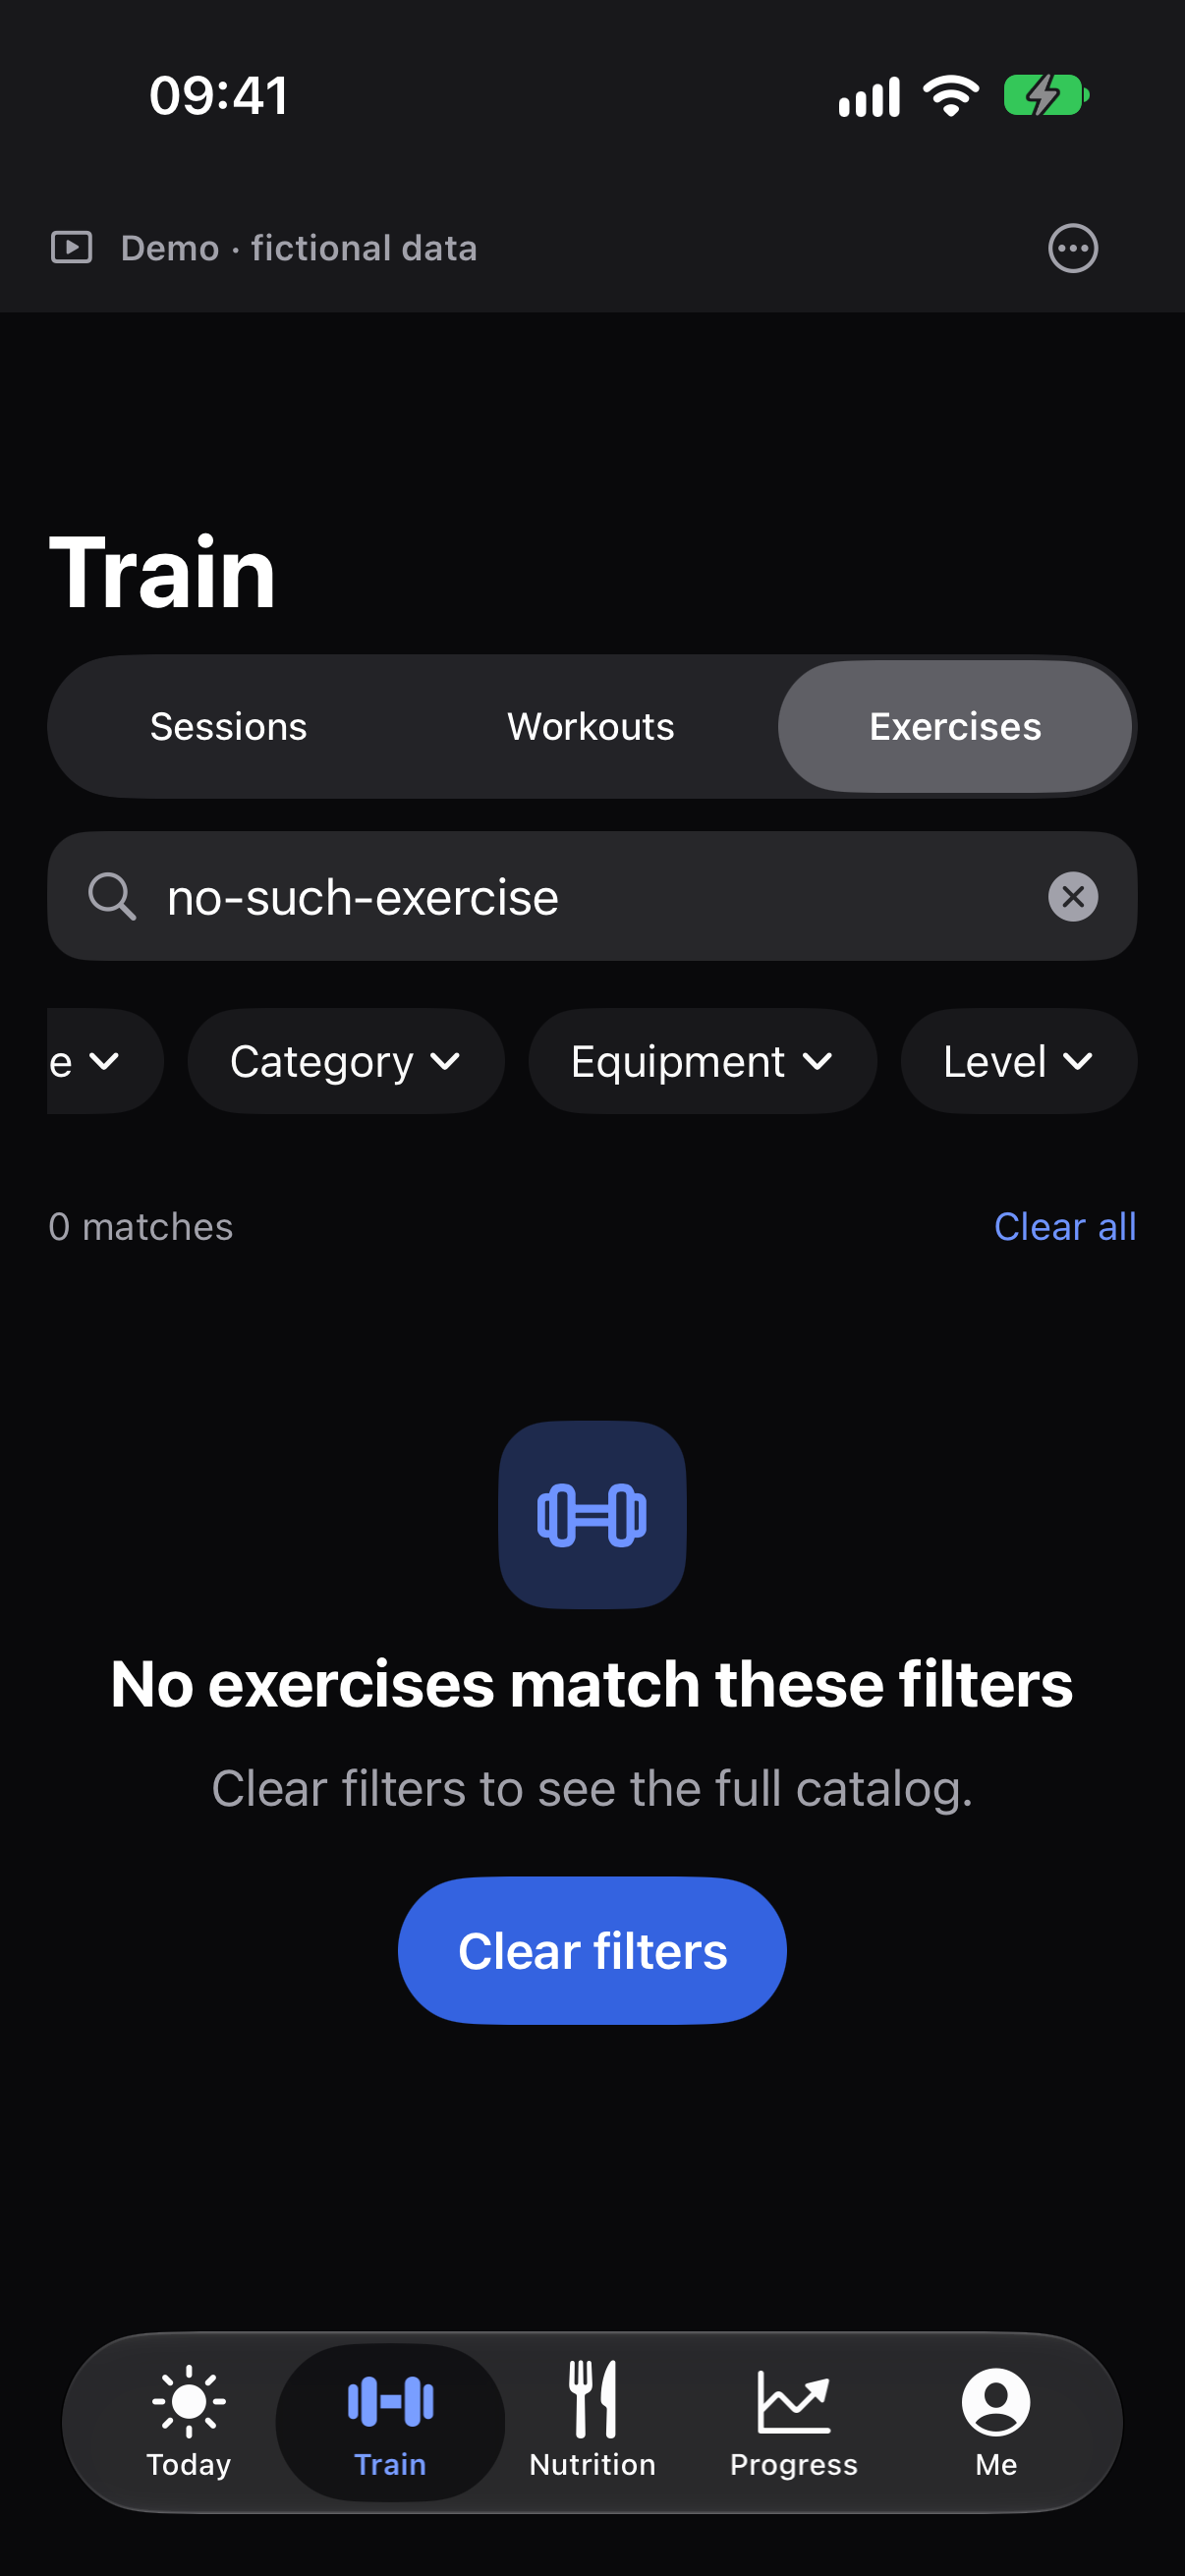 09:41
Demo · fictional data
Train
Sessions Workouts Exercises
no-such-exercise
e Category Equipment Level
0 matches Clear all
No exercises match these filters
Clear filters to see the full catalog.
Clear filters
Today Train Nutrition Progress Me